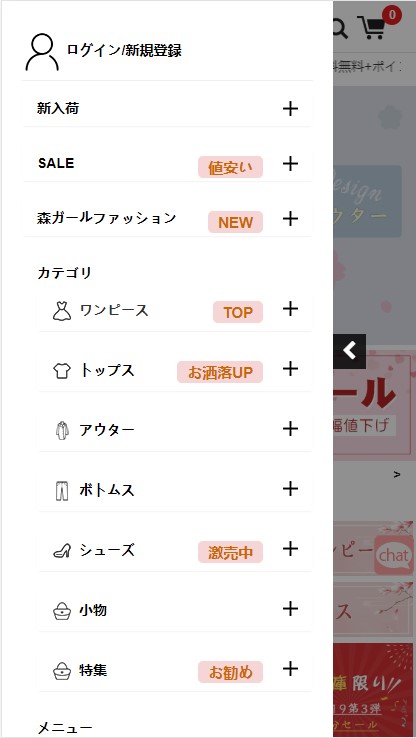 ログイン/新規登録
0
新入荷
SALE
値安い
森ガールファッション
NEW
カテゴリ
ワンピース
TOP
トップス
お洒落UP
アウター
ボトムス
シューズ
激売中
小物
特集
お勧め
メニュー
料無料+ポイ
esign
ウター
ール
幅値下げ
>
ンピー
chat
ス
庫限り!!
19第3弾
セール